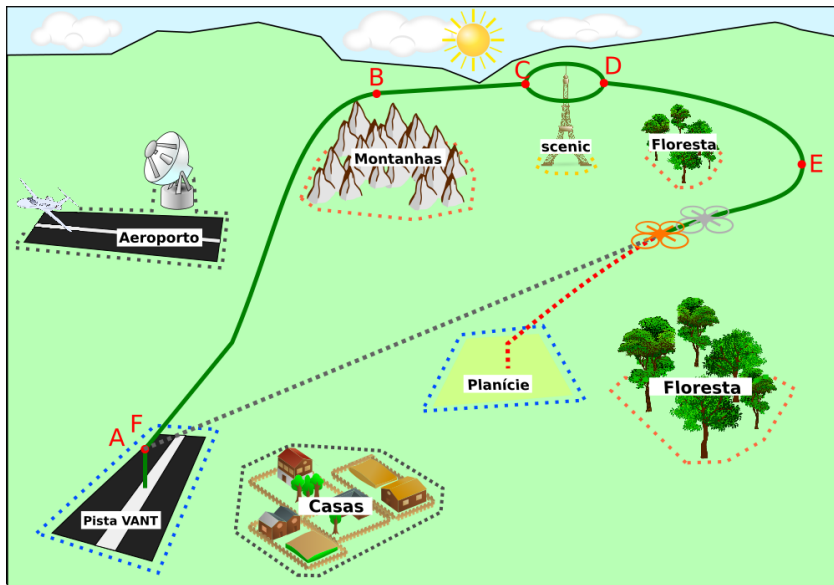 B
C
D
scenic
Floresta
Montanhas
E
Aeroporto
Planície
Floresta
F
A
Casas
Pista VANT